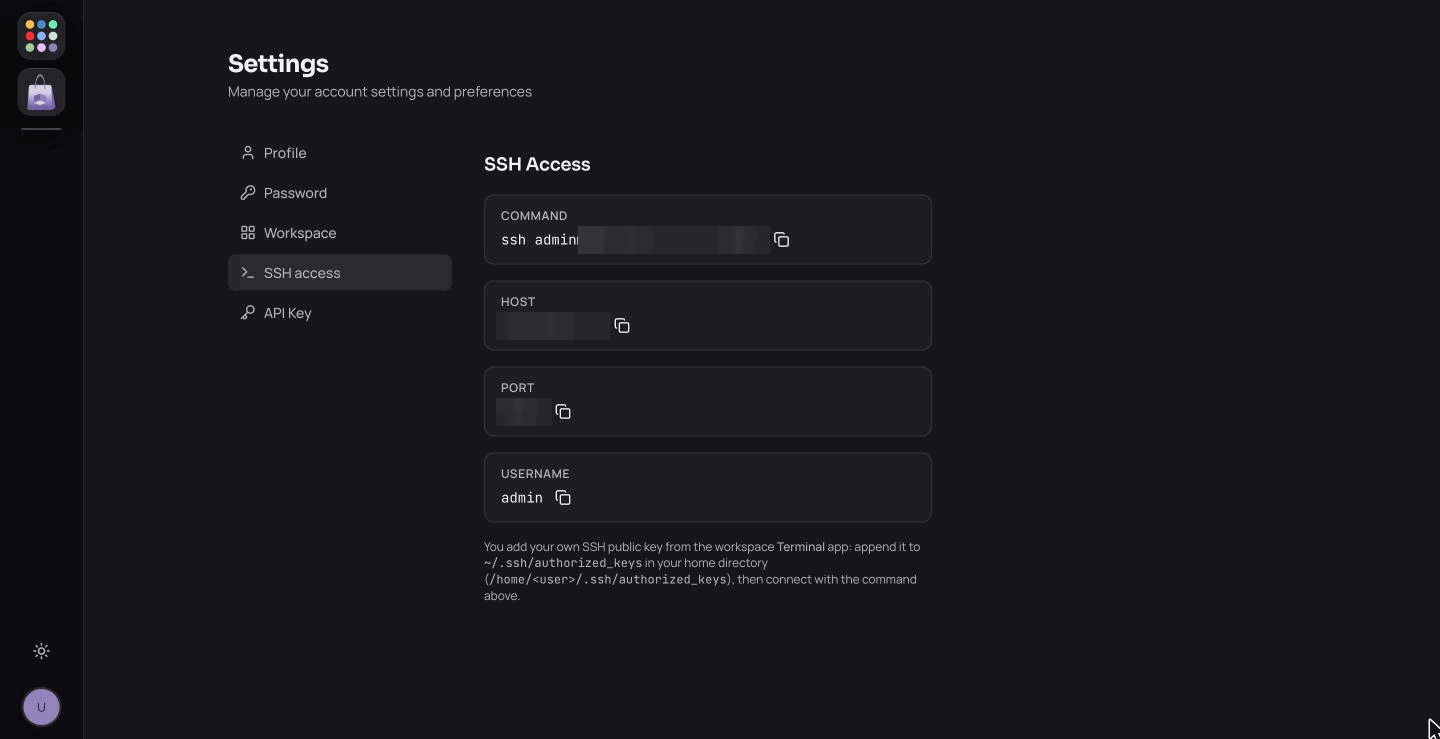 Settings
Manage your account settings and preferences
Profile
Password
Workspace
SSH access
API Key
SSH Access
COMMAND
ssh admin
HOST
PORT
USERNAME
admin
You add your own SSH public key from the workspace Terminal app: append it to
~/.ssh/authorized_keys in your home directory
(/home/<user>/.ssh/authorized_keys), then connect with the command
above.
U